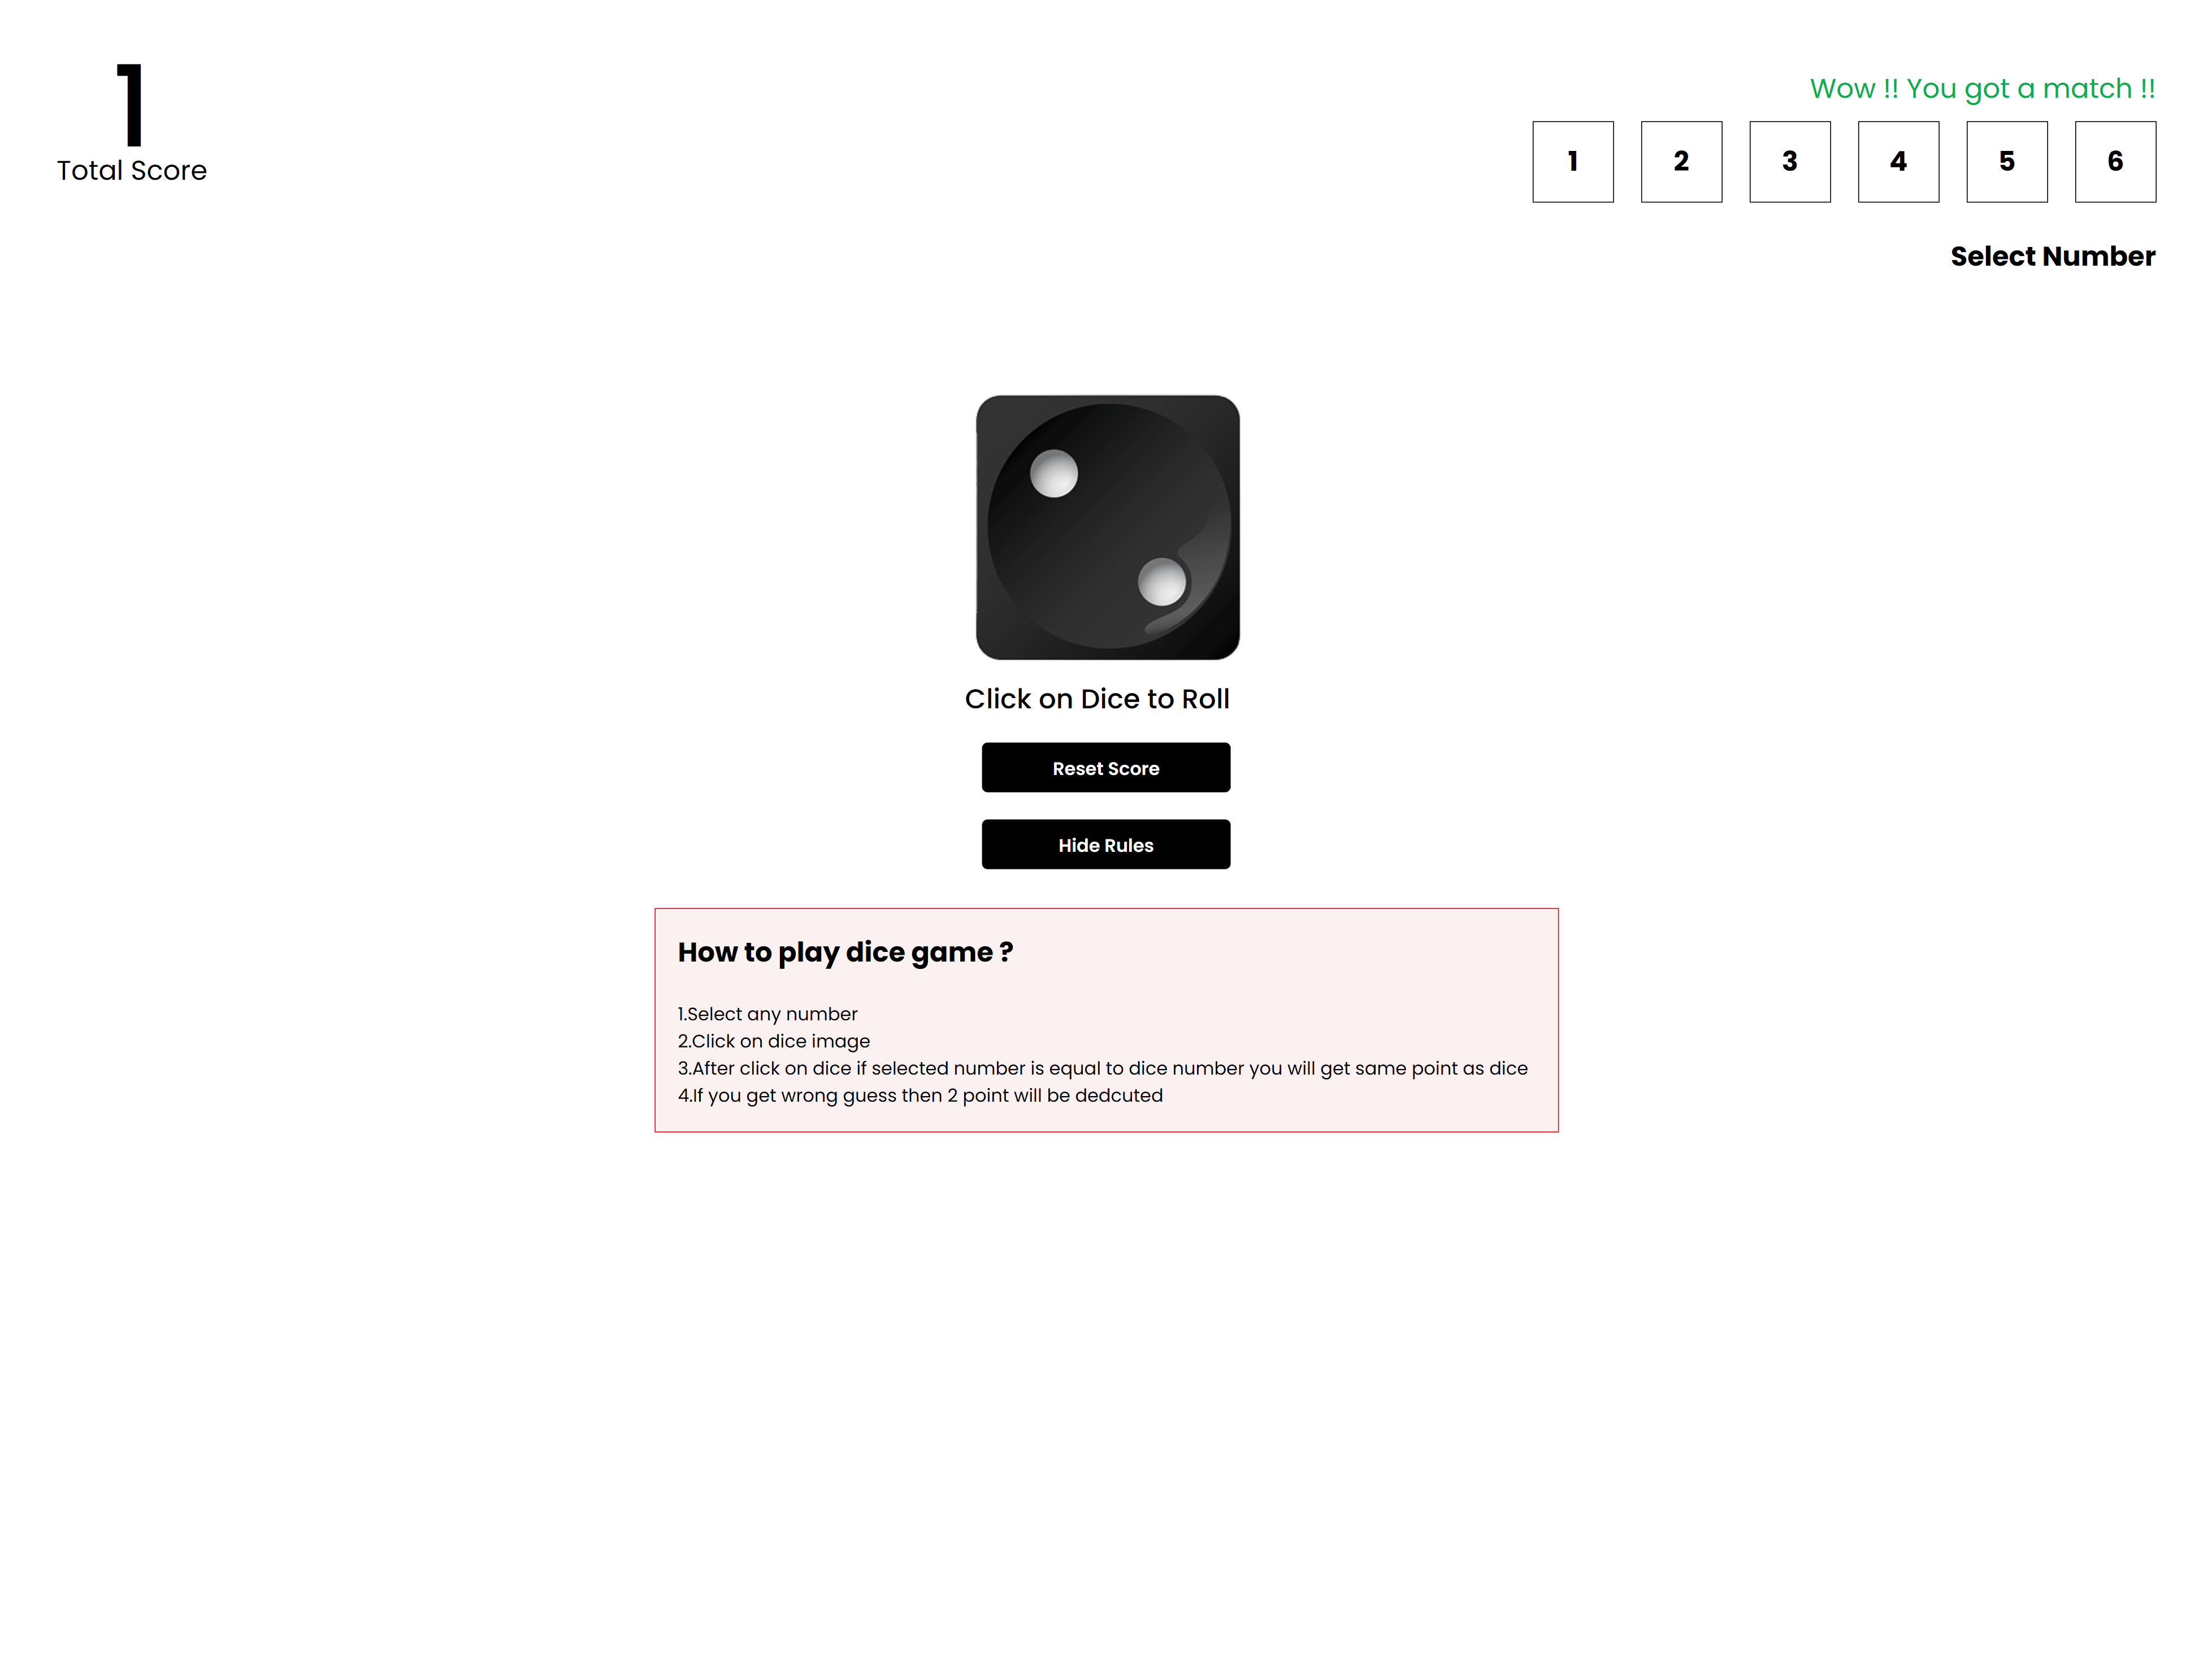 1
Total Score
Wow !! You got a match !!
1 2 3 4 5 6
Select Number
Click on Dice to Roll
Reset Score
Hide Rules
How to play dice game ?
1.Select any number
2.Click on dice image
3.After click on dice if selected number is equal to dice number you will get same point as dice
4.If you get wrong guess then 2 point will be dedcuted